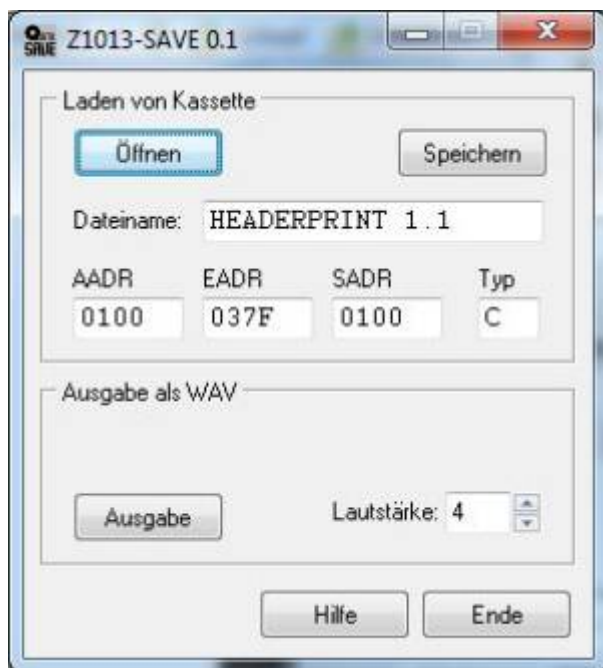 Z1013-SAVE 0.1
Laden von Kassette
Öffnen Speichern
Dateiname: HEADERPRINT 1.1
AADR EADR SADR Typ
0100 037F 0100 C
Ausgabe als WAV
Ausgabe Lautstärke: 4
Hilfe Ende